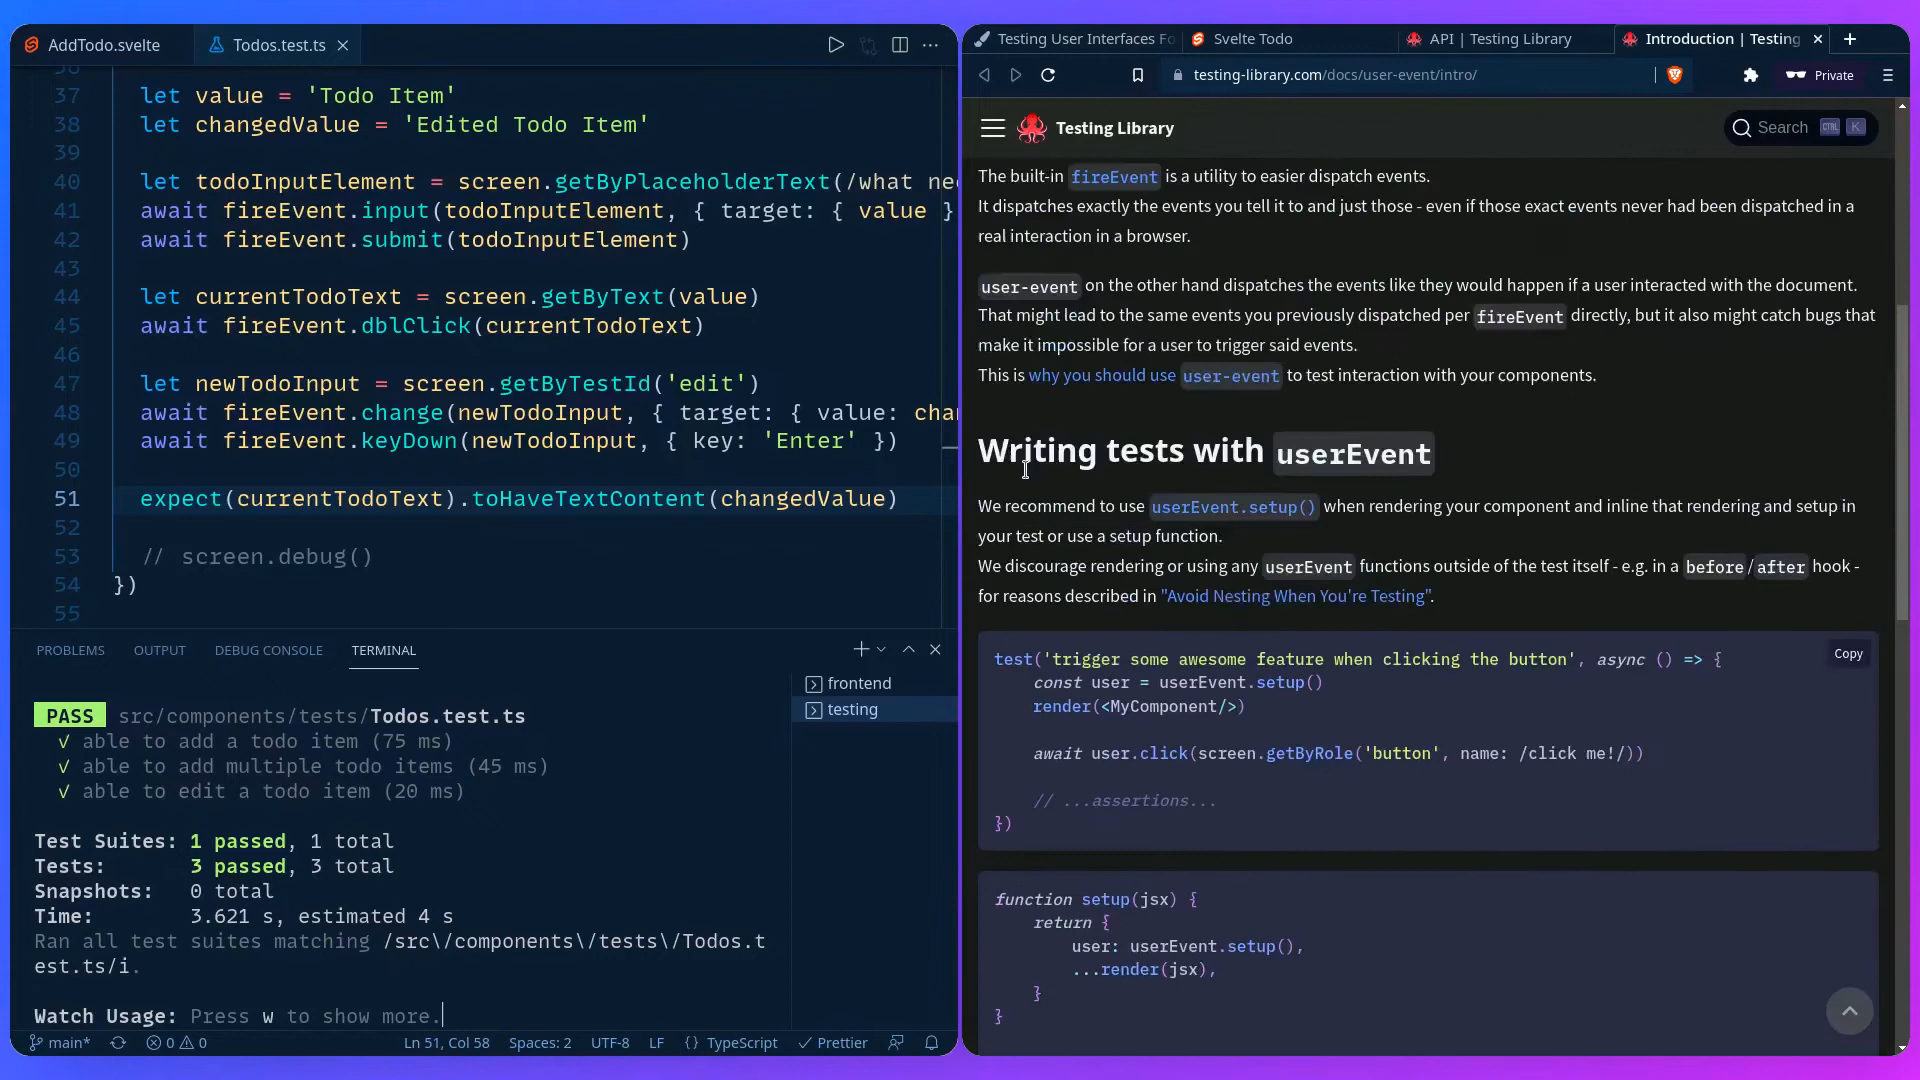 AddTodo.svelte
Todos.test.ts
37 let value = 'Todo Item'
38 let changedValue = 'Edited Todo Item'
39
40 let todoInputElement = screen.getByPlaceholderText(/what ne
41 await fireEvent.input(todoInputElement, { target: { value }
42 await fireEvent.submit(todoInputElement)
43
44 let currentTodoText = screen.getByText(value)
45 await fireEvent.dblClick(currentTodoText)
46
47 let newTodoInput = screen.getByTestId('edit')
48 await fireEvent.change(newTodoInput, { target: { value: cha
49 await fireEvent.keyDown(newTodoInput, { key: 'Enter' })
50
51 expect(currentTodoText).toHaveTextContent(changedValue)
52
53 // screen.debug()
54 })
55
PROBLEMS OUTPUT DEBUG CONSOLE TERMINAL
PASS src/components/tests/Todos.test.ts
✓ able to add a todo item (75 ms)
✓ able to add multiple todo items (45 ms)
✓ able to edit a todo item (20 ms)
Test Suites: 1 passed, 1 total
Tests: 3 passed, 3 total
Snapshots: 0 total
Time: 3.621 s, estimated 4 s
Ran all test suites matching /src\/components\/tests\/Todos.t
est.ts/i.
Watch Usage: Press w to show more.
frontend
testing
main* 0 0 Ln 51, Col 58 Spaces: 2 UTF-8 LF {} TypeScript Prettier
Testing User Interfaces Fo
Svelte Todo
API | Testing Library
Introduction | Testing
testing-library.com/docs/user-event/intro/
Private
Testing Library
Search CTRL K
The built-in fireEvent is a utility to easier dispatch events.
It dispatches exactly the events you tell it to and just those - even if those exact events never had been dispatched in a
real interaction in a browser.
user-event on the other hand dispatches the events like they would happen if a user interacted with the document.
That might lead to the same events you previously dispatched per fireEvent directly, but it also might catch bugs that
make it impossible for a user to trigger said events.
This is why you should use user-event to test interaction with your components.
Writing tests with userEvent
We recommend to use userEvent.setup() when rendering your component and inline that rendering and setup in
your test or use a setup function.
We discourage rendering or using any userEvent functions outside of the test itself - e.g. in a before/after hook -
for reasons described in "Avoid Nesting When You're Testing".
Copy
test('trigger some awesome feature when clicking the button', async () => {
const user = userEvent.setup()
render(<MyComponent/>)
await user.click(screen.getByRole('button', name: /click me!/))
// ...assertions...
})
function setup(jsx) {
return {
user: userEvent.setup(),
...render(jsx),
}
}